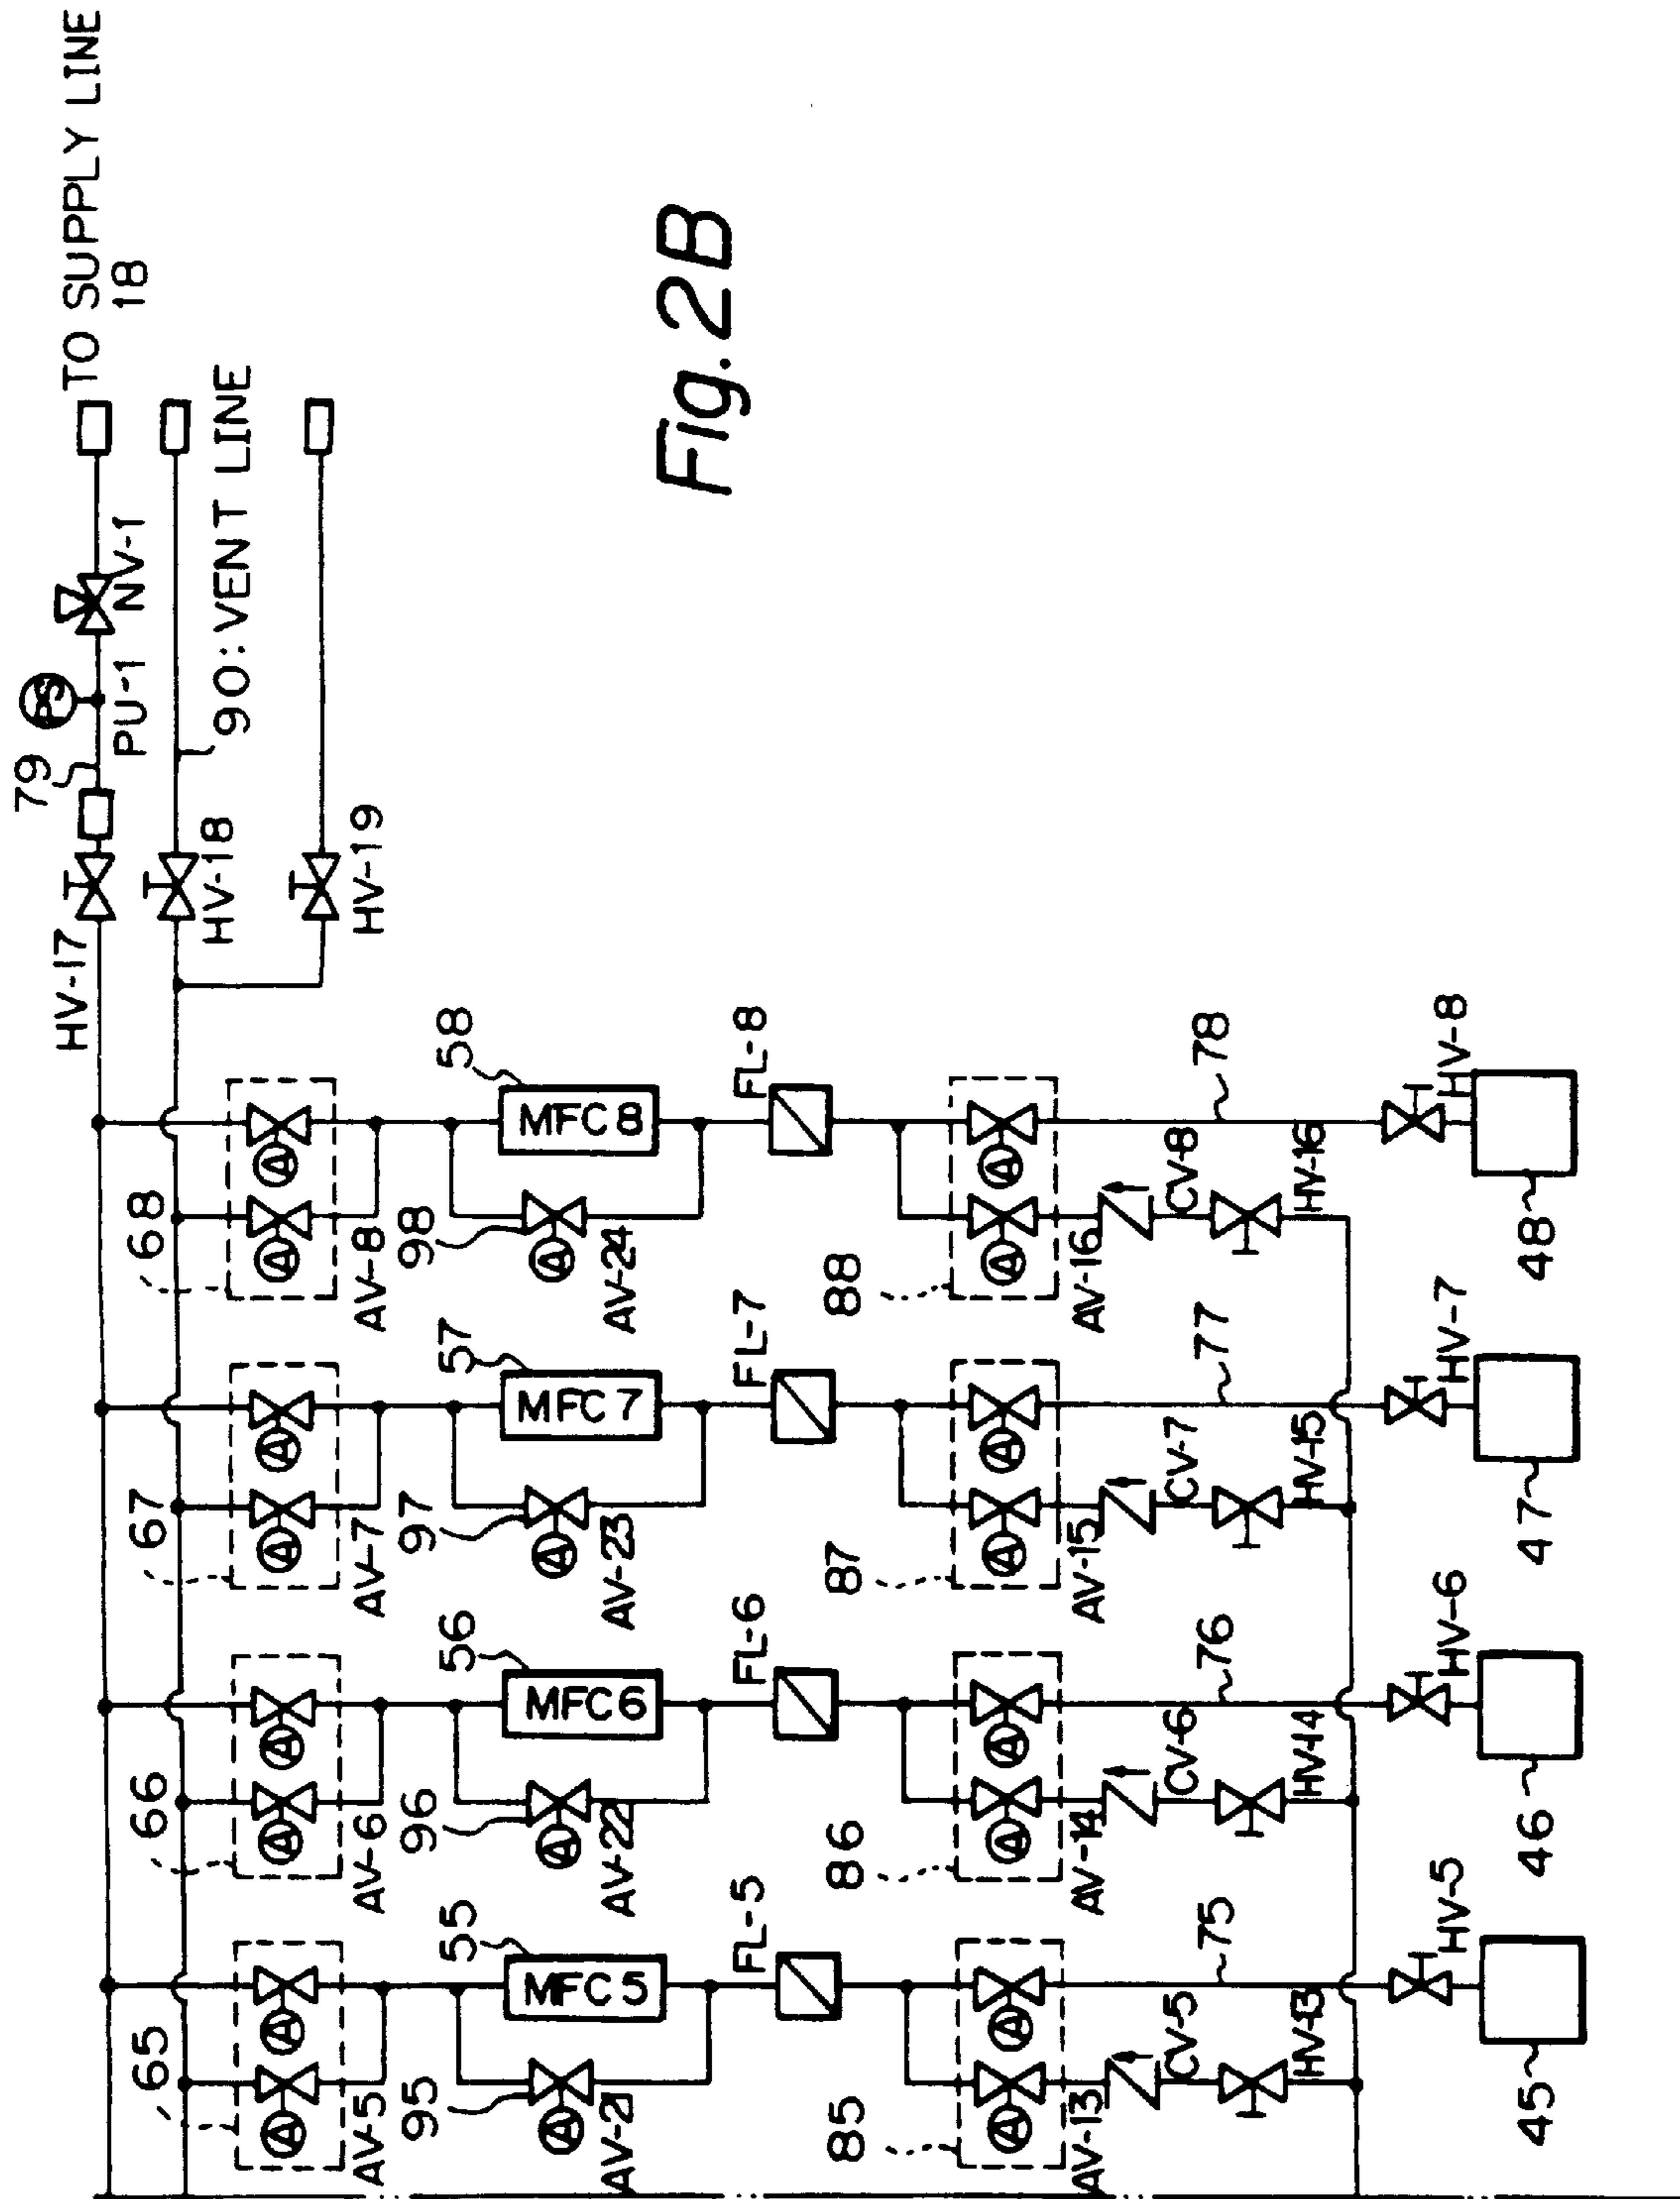 TO SUPPLY LINE
18
NV-1
PS
PU-1
79
90: VENT LINE
HV-17
HV-18
HV-19
Fig. 2B
68
A
A
AV-8
58
MFC 8
98
A
AV-24
FL-8
88
A
A
AV-16
CV-8
HV-16
78
HV-8
48
67
A
A
AV-7
57
MFC 7
97
A
AV-23
FL-7
87
A
A
AV-15
CV-7
HV-15
77
HV-7
47
66
A
A
AV-6
56
MFC 6
96
A
AV-22
FL-6
86
A
A
AV-14
CV-6
HV-14
76
HV-6
46
65
A
A
AV-5
55
MFC 5
95
A
AV-21
FL-5
85
A
A
AV-13
CV-5
HV-13
75
HV-5
45